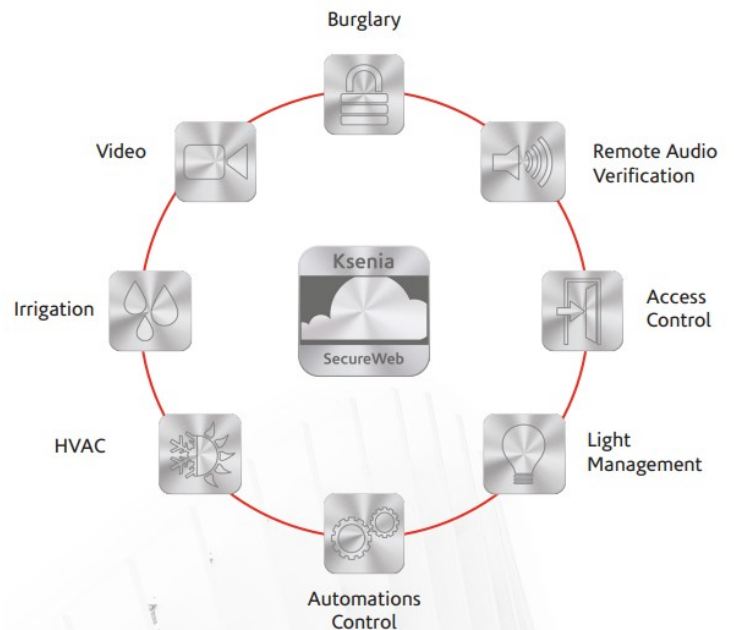 Burglary
Video
Remote Audio
Verification
Ksenia
SecureWeb
Irrigation
Access
Control
HVAC
Light
Management
Automations
Control